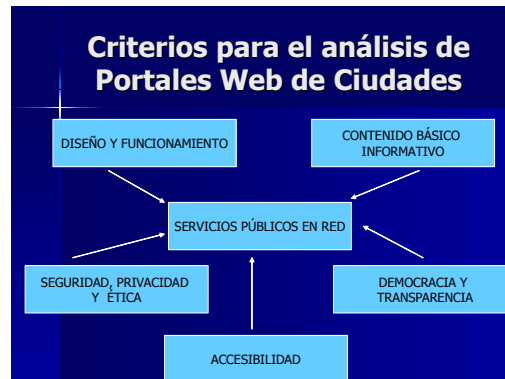 Criterios para el análisis de
Portales Web de Ciudades
DISEÑO Y FUNCIONAMIENTO
CONTENIDO BÁSICO
INFORMATIVO
SERVICIOS PÚBLICOS EN RED
SEGURIDAD, PRIVACIDAD
Y ÉTICA
DEMOCRACIA Y
TRANSPARENCIA
ACCESIBILIDAD